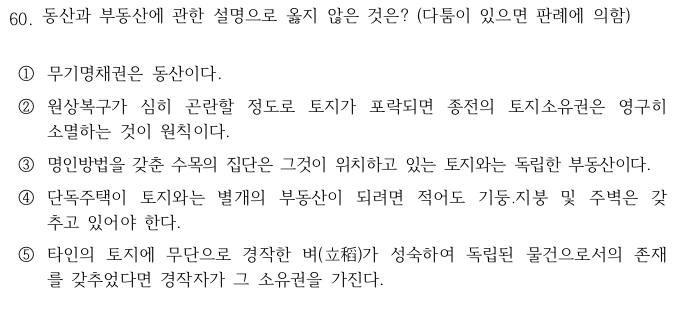 60. 동산과 부동산에 관한 설명으로 옳지 않은 것은? (다툼이 있으면 판례에 의함)
① 무기명채권은 동산이다.
② 원상복구가 심히 곤란할 정도로 토지가 포락되면 종전의 토지소유권은 영구히
소멸하는 것이 원칙이다.
③ 명인방법을 갖춘 수목의 집단은 그것이 위치하고 있는 토지와는 독립한 부동산이다.
④ 단독주택이 토지와는 별개의 부동산이 되려면 적어도 기둥.지붕 및 주벽은 갖
추고 있어야 한다.
⑤ 타인의 토지에 무단으로 경작한 벼(立稻)가 성숙하여 독립된 물건으로서의 존재
를 갖추었다면 경작자가 그 소유권을 가진다.